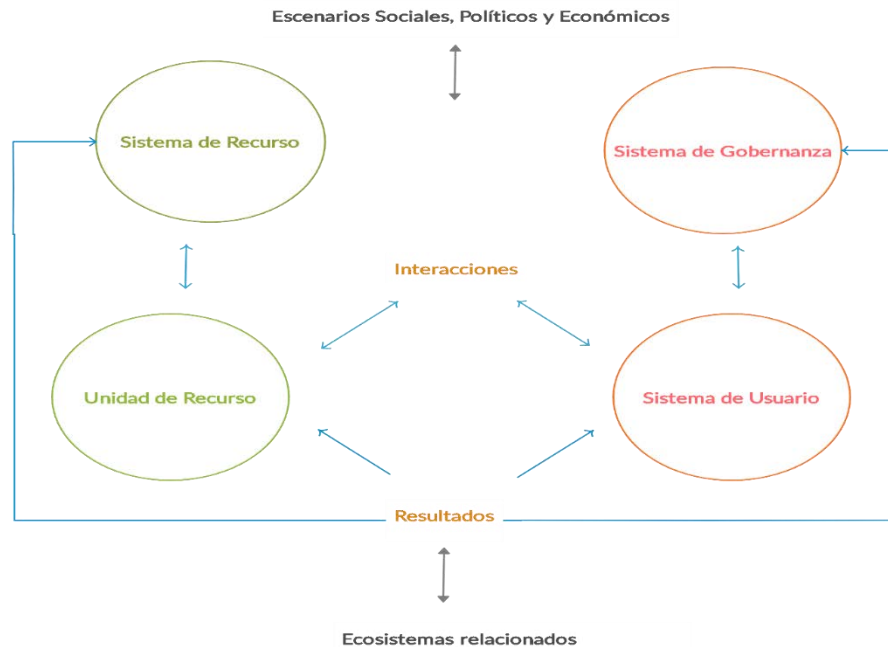 Escenarios Sociales, Políticos y Económicos
Sistema de Recurso
Sistema de Gobernanza
Interacciones
Unidad de Recurso
Sistema de Usuario
Resultados
Ecosistemas relacionados